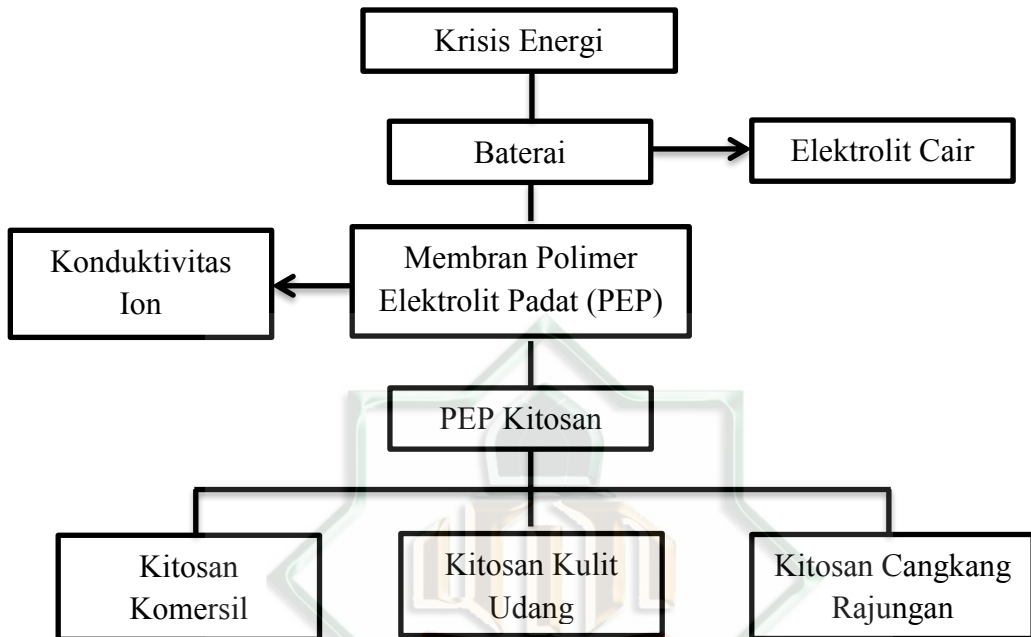 Krisis Energi
Baterai
Elektrolit Cair
Konduktivitas
Ion
Membran Polimer
Elektrolit Padat (PEP)
PEP Kitosan
Kitosan
Komersil
Kitosan Kulit
Udang
Kitosan Cangkang
Rajungan